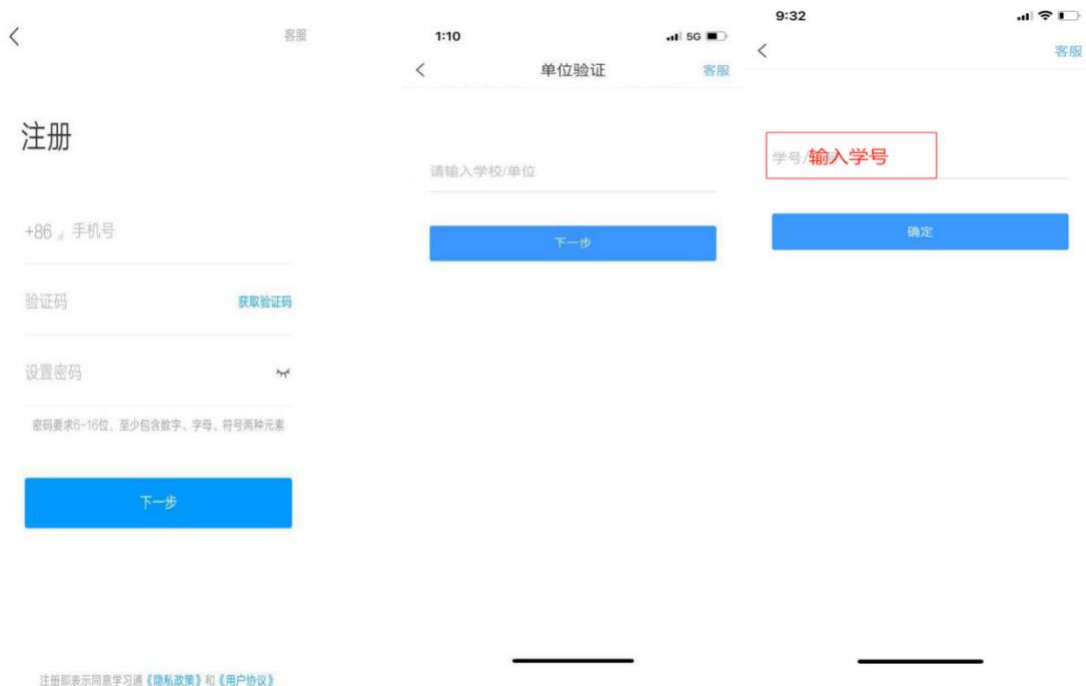 客服
注册
+86 手机号
验证码 获取验证码
设置密码
密码要求6-16位，至少包含数字、字母、符号两种元素
下一步
注册即表示同意学习通《隐私政策》和《用户协议》
1:10 5G
单位验证 客服
请输入学校/单位
下一步
9:32
客服
学号/
输入学号
确定